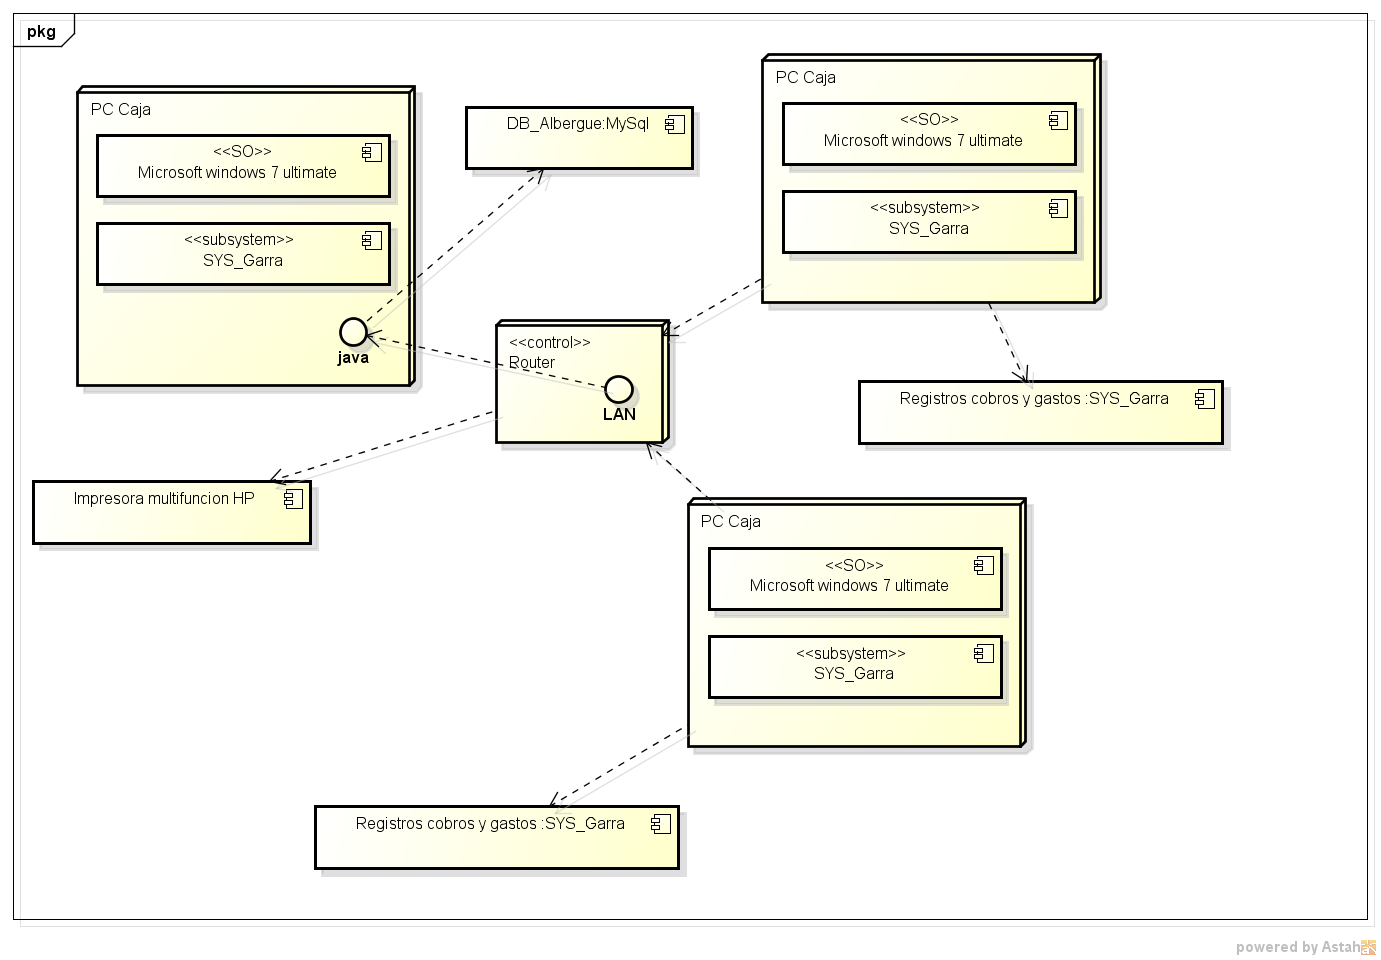 pkg
PC Caja
<<SO>>
Microsoft windows 7 ultimate
<<subsystem>>
SYS_Garra
java
DB_Albergue:MySql
PC Caja
<<SO>>
Microsoft windows 7 ultimate
<<subsystem>>
SYS_Garra
<<control>>
Router
LAN
Registros cobros y gastos :SYS_Garra
Impresora multifuncion HP
PC Caja
<<SO>>
Microsoft windows 7 ultimate
<<subsystem>>
SYS_Garra
Registros cobros y gastos :SYS_Garra
powered by Astah